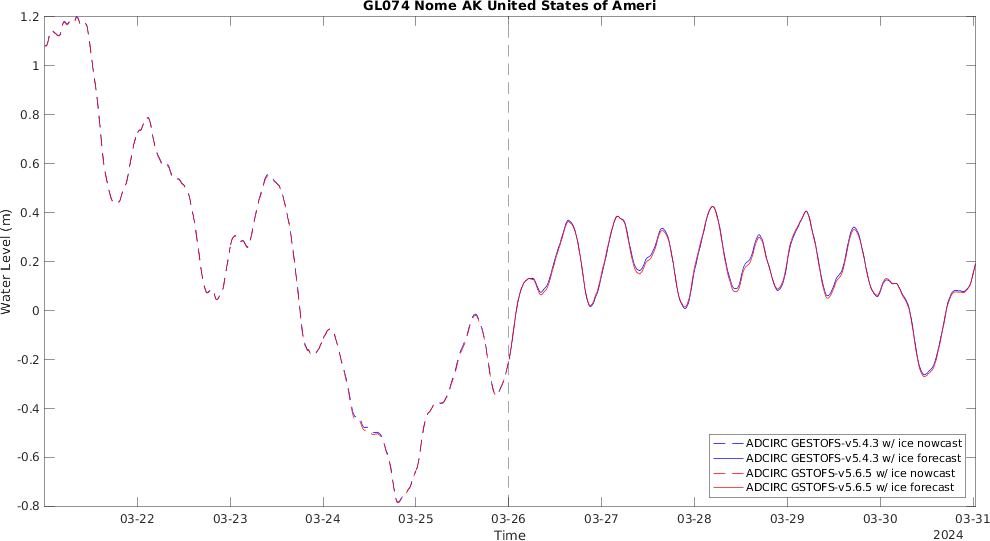 GL074 Nome AK United States of Ameri
1.2
1
0.8
0.6
0.4
0.2
0
-0.2
-0.4
-0.6
-0.8
Water Level (m)
ADCIRC GESTOFS-v5.4.3 w/ ice nowcast
ADCIRC GESTOFS-v5.4.3 w/ ice forecast
ADCIRC GSTOFS-v5.6.5 w/ ice nowcast
ADCIRC GSTOFS-v5.6.5 w/ ice forecast
03-22 03-23 03-24 03-25 03-26 03-27 03-28 03-29 03-30 03-31
Time
2024